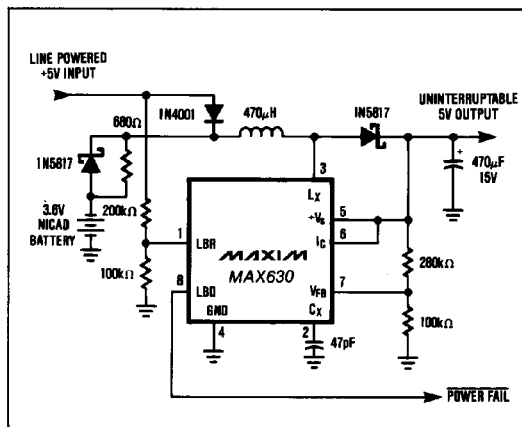 LINE POWERED
+5V INPUT
1N4001
470µH
1N5817
UNINTERRUPTABLE
5V OUTPUT
680Ω
1N5817
470µF
15V
3
LX
3.6V
NICAD
BATTERY
200kΩ
+VS
5
IC
6
1
LBR
MAXIM
MAX630
280kΩ
100kΩ
8
LBD
VFB
7
GND
CX
100kΩ
4
2
47pF
POWER FAIL